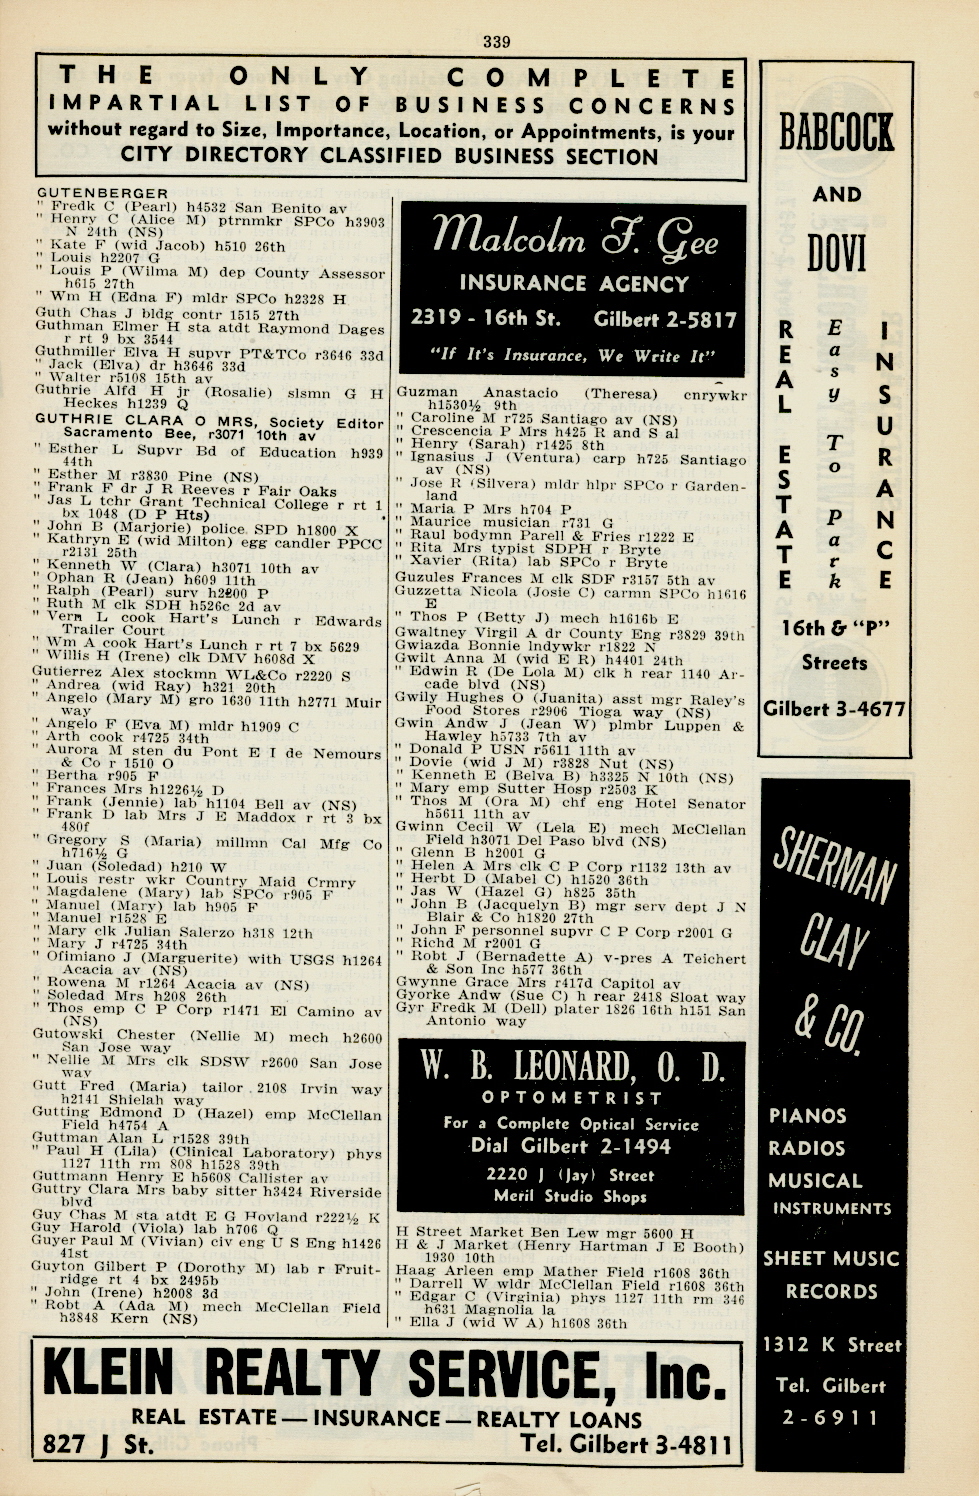 339
THE ONLY COMPLETE
IMPARTIAL LIST OF BUSINESS CONCERNS
without regard to Size, Importance, Location, or Appointments, is your
CITY DIRECTORY CLASSIFIED BUSINESS SECTION
GUTENBERGER
" Fredk C (Pearl) h4532 San Benito av
" Henry C (Alice M) ptrnmkr SPCo h3903
N 24th (NS)
" Kate F (wid Jacob) h510 26th
" Louis h2207 G
" Louis P (Wilma M) dep County Assessor
h615 27th
" Wm H (Edna F) mldr SPCo h2328 H
Guth Chas J bldg contr 1515 27th
Guthman Elmer H sta atdt Raymond Dages
r rt 9 bx 3544
Guthmiller Elva H supvr PT&TCo r3646 33d
" Jack (Elva) dr h3646 33d
" Walter r5108 15th av
Guthrie Alfd H jr (Rosalie) slsmn G H
Heckes h1239 Q
GUTHRIE CLARA O MRS, Society Editor
Sacramento Bee, r3071 10th av
" Esther L Supvr Bd of Education h939
44th
" Esther M r3830 Pine (NS)
" Frank F dr J R Reeves r Fair Oaks
" Jas L tchr Grant Technical College r rt 1
bx 1048 (D P Hts)
" John B (Marjorie) police SPD h1800 X
" Kathryn E (wid Milton) egg candler PPCC
r2131 25th
" Kenneth W (Clara) h3071 10th av
" Ophan R (Jean) h609 11th
" Ralph (Pearl) surv h2200 P
" Ruth M clk SDH h526c 2d av
" Vern L cook Hart's Lunch r Edwards
Trailer Court
" Wm A cook Hart's Lunch r rt 7 bx 5629
" Willis H (Irene) clk DMV h608d X
Gutierrez Alex stockmn WL&Co r2220 S
" Andrea (wid Ray) h321 20th
" Angelo (Mary M) gro 1630 11th h2771 Muir
way
" Angelo F (Eva M) mldr h1909 C
" Arth cook r4725 34th
" Aurora M sten du Pont E I de Nemours
& Co r 1510 O
" Bertha r905 F
" Frances Mrs h1226½ D
" Frank (Jennie) lab h1104 Bell av (NS)
" Frank D lab Mrs J E Maddox r rt 3 bx
480f
" Gregory S (Maria) millmn Cal Mfg Co
h716½ G
" Juan (Soledad) h210 W
" Louis restr wkr Country Maid Crmry
" Magdalene (Mary) lab SPCo r905 F
" Manuel (Mary) lab h905 F
" Manuel r1528 E
" Mary clk Julian Salerzo h318 12th
" Mary J r4725 34th
" Ofimiano J (Marguerite) with USGS h1264
Acacia av (NS)
" Rowena M r1264 Acacia av (NS)
" Soledad Mrs h208 26th
" Thos emp C P Corp r1471 El Camino av
(NS)
Gutowski Chester (Nellie M) mech h2600
San Jose way
" Nellie M Mrs clk SDSW r2600 San Jose
way
Gutt Fred (Maria) tailor 2108 Irvin way
h2141 Shielah way
Gutting Edmond D (Hazel) emp McClellan
Field h4754 A
Guttman Alan L r1528 39th
" Paul H (Lila) (Clinical Laboratory) phys
1127 11th rm 808 h1528 39th
Guttmann Henry E h5608 Callister av
Guttry Clara Mrs baby sitter h3424 Riverside
blvd
Guy Chas M sta atdt E G Hovland r222½ K
Guy Harold (Viola) lab h706 Q
Guyer Paul M (Vivian) civ eng U S Eng h1426
41st
Guyton Gilbert P (Dorothy M) lab r Fruit-
ridge rt 4 bx 2495b
" John (Irene) h2008 3d
" Robt A (Ada M) mech McClellan Field
h3848 Kern (NS)
Malcolm F. Gee
INSURANCE AGENCY
2319 - 16th St. Gilbert 2-5817
"If It's Insurance, We Write It"
Guzman Anastacio (Theresa) cnrywkr
h1530½ 9th
" Caroline M r725 Santiago av (NS)
" Crescencia P Mrs h425 R and S al
" Henry (Sarah) r1425 8th
" Ignasius J (Ventura) carp h725 Santiago
av (NS)
" Jose R (Silvera) mldr hlpr SPCo r Garden-
land
" Maria P Mrs h704 P
" Maurice musician r731 G
" Raul bodymn Parell & Fries r1222 E
" Rita Mrs typist SDPH r Bryte
" Xavier (Rita) lab SPCo r Bryte
Guzules Frances M clk SDF r3157 5th av
Guzzetta Nicola (Josie C) carmn SPCo h1616
E
" Thos P (Betty J) mech h1616b E
Gwaltney Virgil A dr County Eng r3829 39th
Gwiazda Bonnie lndywkr r1822 N
Gwilt Anna M (wid E R) h4401 24th
" Edwin R (De Lola M) clk h rear 1140 Ar-
cade blvd (NS)
Gwily Hughes O (Juanita) asst mgr Raley's
Food Stores r2906 Tioga way (NS)
Gwin Andw J (Jean W) plmbr Luppen &
Hawley h5733 7th av
" Donald P USN r5611 11th av
" Dovie (wid J M) r3828 Nut (NS)
" Kenneth E (Belva B) h3325 N 10th (NS)
" Mary emp Sutter Hosp r2503 K
" Thos M (Ora M) chf eng Hotel Senator
h5611 11th av
Gwinn Cecil W (Lela E) mech McClellan
Field h3071 Del Paso blvd (NS)
" Glenn B h2001 G
" Helen A Mrs clk C P Corp r1132 13th av
" Herbt D (Mabel C) h1520 36th
" Jas W (Hazel G) h825 35th
" John B (Jacquelyn B) mgr serv dept J N
Blair & Co h1820 27th
" John F personnel supvr C P Corp r2001 G
" Richd M r2001 G
" Robt J (Bernadette A) v-pres A Teichert
& Son Inc h577 36th
Gwynne Grace Mrs r417d Capitol av
Gyorke Andw (Sue C) h rear 2418 Sloat way
Gyr Fredk M (Dell) plater 1826 16th h151 San
Antonio way
W. B. LEONARD, O. D.
OPTOMETRIST
For a Complete Optical Service
Dial Gilbert 2-1494
2220 J (Jay) Street
Meril Studio Shops
H Street Market Ben Lew mgr 5600 H
H & J Market (Henry Hartman J E Booth)
1930 10th
Haag Arleen emp Mather Field r1608 36th
" Darrell W wldr McClellan Field r1608 36th
" Edgar C (Virginia) phys 1127 11th rm 346
h631 Magnolia la
" Ella J (wid W A) h1608 36th
BABCOCK
AND
DOVI
REAL ESTATE
Easy To Park
INSURANCE
16th & "P"
Streets
Gilbert 3-4677
SHERMAN
CLAY
& CO.
PIANOS
RADIOS
MUSICAL
INSTRUMENTS
SHEET MUSIC
RECORDS
1312 K Street
Tel. Gilbert
2-6911
KLEIN REALTY SERVICE, Inc.
REAL ESTATE — INSURANCE — REALTY LOANS
827 J St. Tel. Gilbert 3-4811